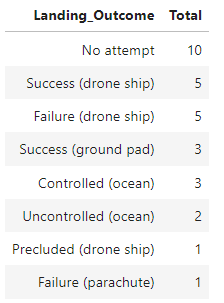 Landing_Outcome Total
No attempt 10
Success (drone ship) 5
Failure (drone ship) 5
Success (ground pad) 3
Controlled (ocean) 3
Uncontrolled (ocean) 2
Precluded (drone ship) 1
Failure (parachute) 1